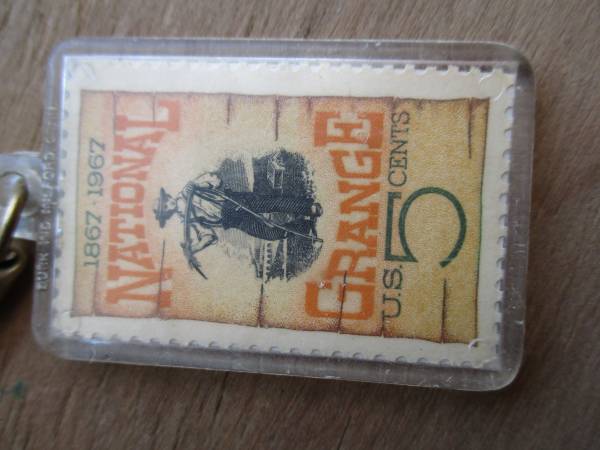 1867 · 1967
NATIONAL
GRANGE
U.S. 5 CENTS